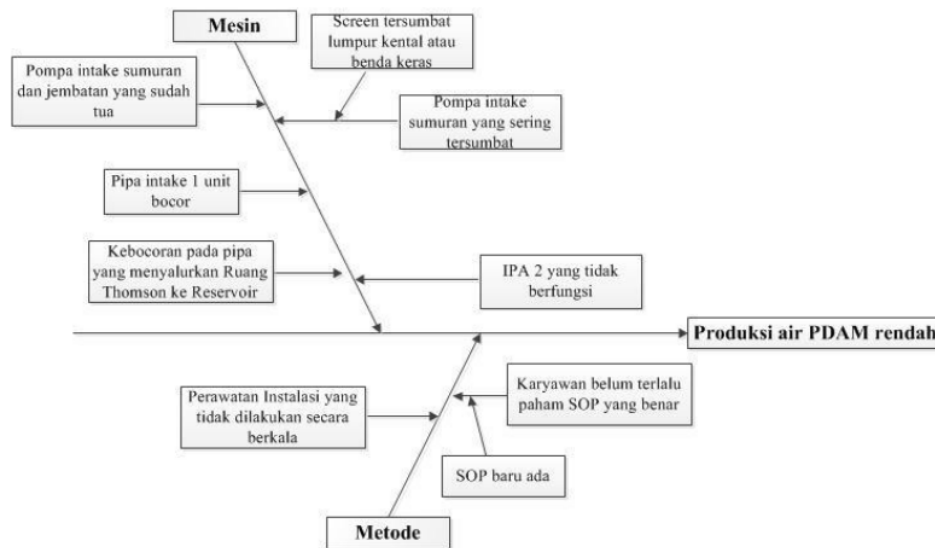 Mesin
Screen tersumbat
lumpur kental atau
benda keras
Pompa intake sumuran
dan jembatan yang sudah
tua
Pompa intake
sumuran yang sering
tersumbat
Pipa intake 1 unit
bocor
Kebocoran pada pipa
yang menyalurkan Ruang
Thomson ke Reservoir
IPA 2 yang tidak
berfungsi
Produksi air PDAM rendah
Perawatan Instalasi yang
tidak dilakukan secara
berkala
Karyawan belum terlalu
paham SOP yang benar
SOP baru ada
Metode